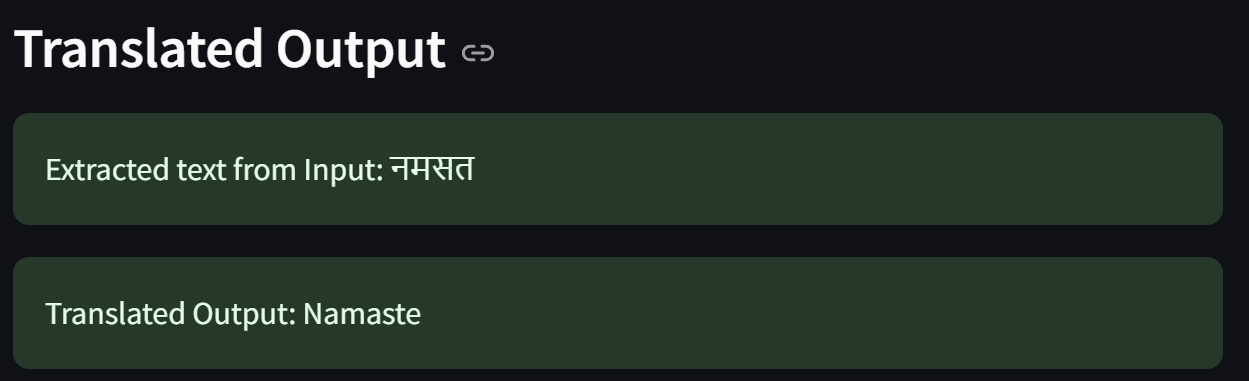 Translated Output
Extracted text from Input: नमसत
Translated Output: Namaste